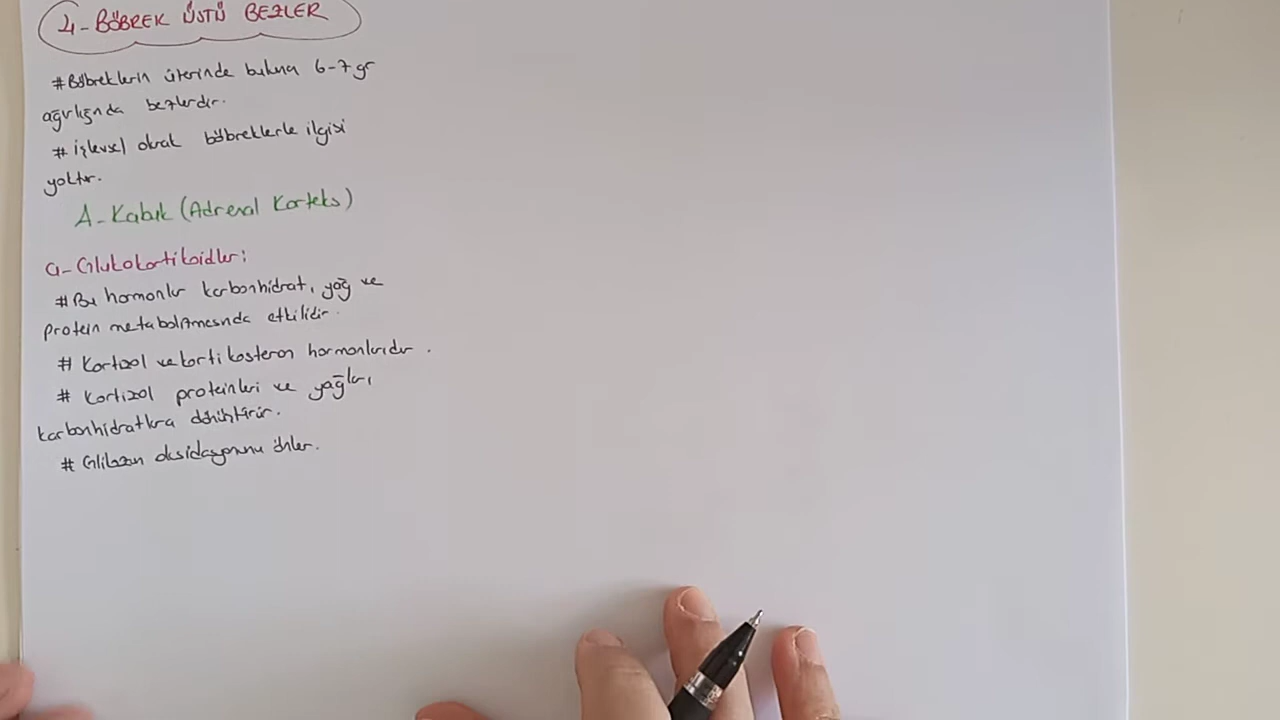 4- BÖBREK ÜSTÜ BEZLER
# Böbreklerin üzerinde buluna 6-7 gr
ağırlığında bezlerdir.
# işlevsel olarak böbreklerle ilgisi
yoktur.
A- Kabuk (Adrenal Korteks)
a- Glukokortikoidler:
# Bu hormonlar karbonhidrat, yağ ve
protein metabolizmasında etkilidir.
# Kortizol ve kortikosteron hormonlarıdır.
# Kortizol proteinleri ve yağları
karbonhidratlara dönüştürür.
# Glikozun oksidasyonunu önler.